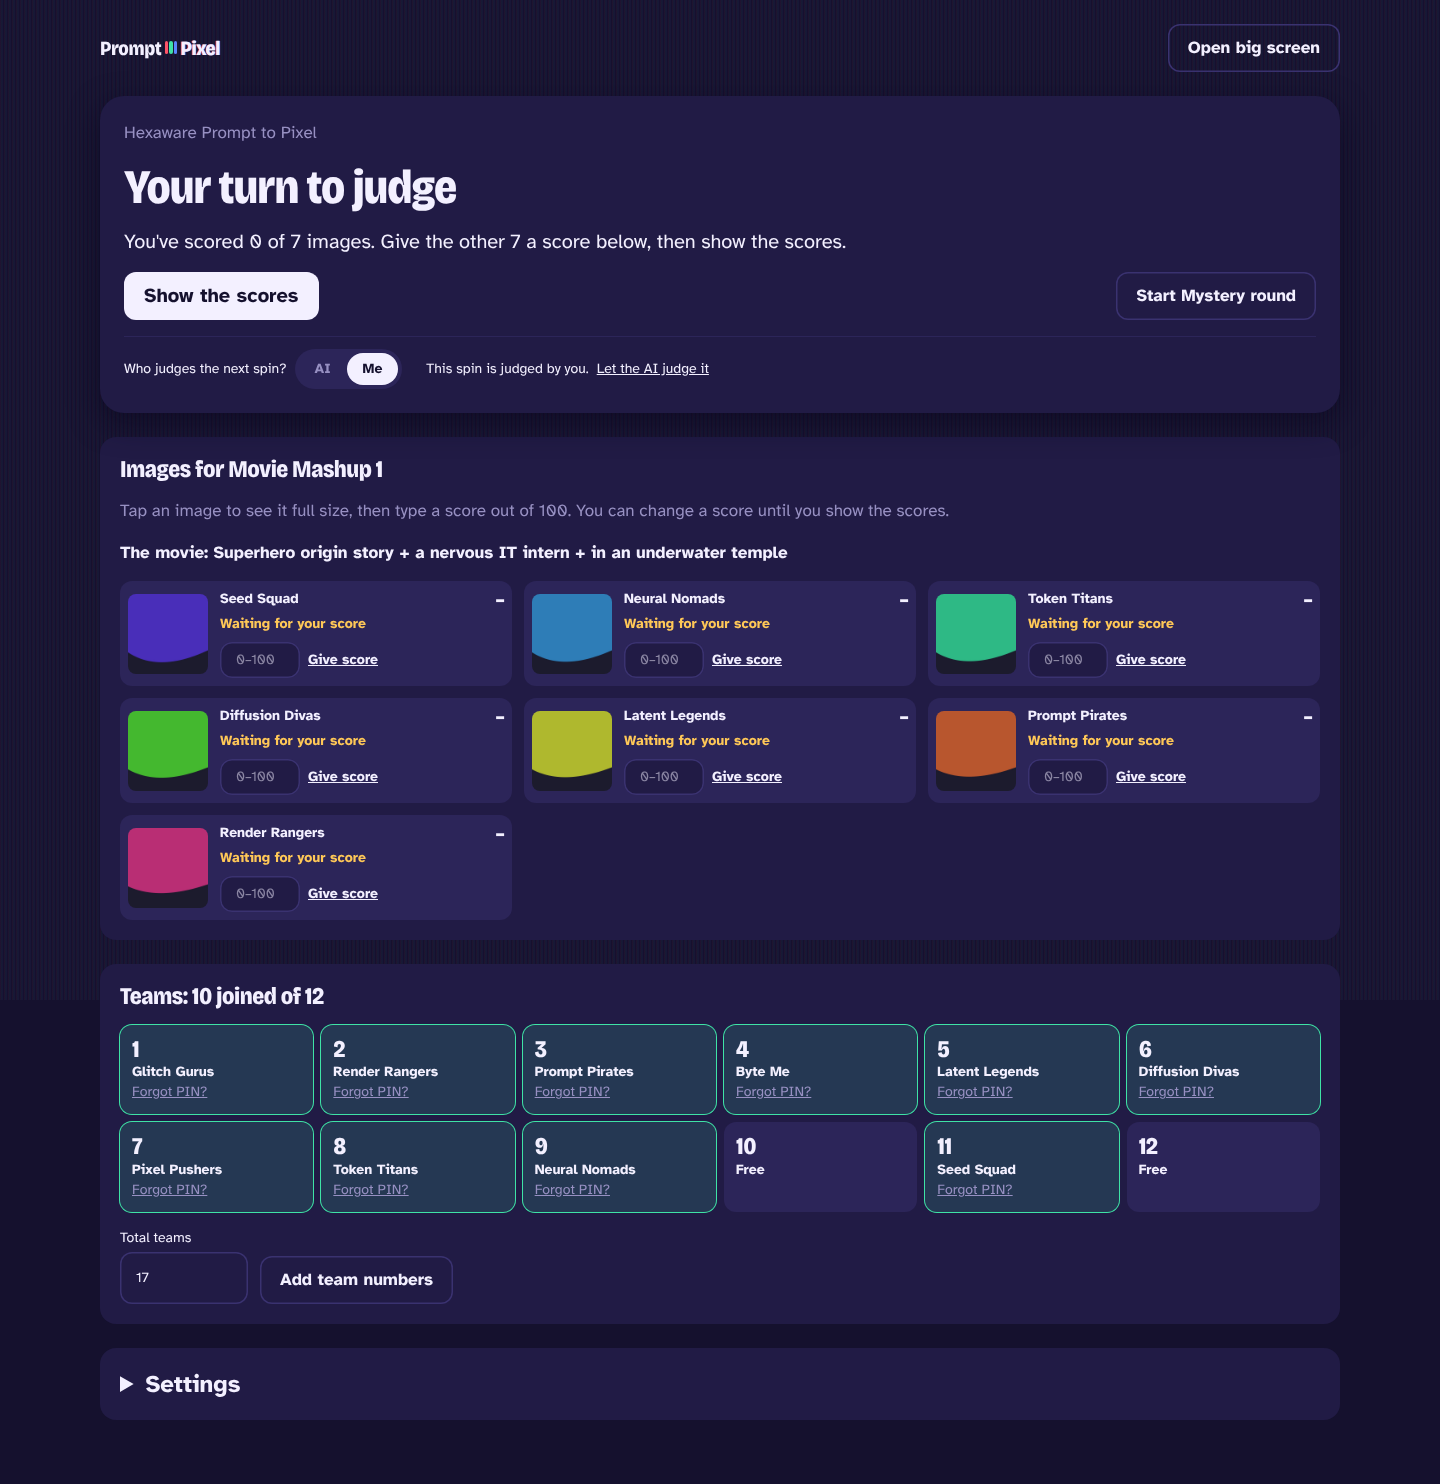 Prompt Pixel
Open big screen
Hexaware Prompt to Pixel
Your turn to judge
You've scored 0 of 7 images. Give the other 7 a score below, then show the scores.
Show the scores
Start Mystery round
Who judges the next spin? AI Me This spin is judged by you. Let the AI judge it
Images for Movie Mashup 1
Tap an image to see it full size, then type a score out of 100. You can change a score until you show the scores.
The movie: Superhero origin story + a nervous IT intern + in an underwater temple
Seed Squad –
Waiting for your score
0–100 Give score
Neural Nomads –
Waiting for your score
0–100 Give score
Token Titans –
Waiting for your score
0–100 Give score
Diffusion Divas –
Waiting for your score
0–100 Give score
Latent Legends –
Waiting for your score
0–100 Give score
Prompt Pirates –
Waiting for your score
0–100 Give score
Render Rangers –
Waiting for your score
0–100 Give score
Teams: 10 joined of 12
1
Glitch Gurus
Forgot PIN?
2
Render Rangers
Forgot PIN?
3
Prompt Pirates
Forgot PIN?
4
Byte Me
Forgot PIN?
5
Latent Legends
Forgot PIN?
6
Diffusion Divas
Forgot PIN?
7
Pixel Pushers
Forgot PIN?
8
Token Titans
Forgot PIN?
9
Neural Nomads
Forgot PIN?
10
Free
11
Seed Squad
Forgot PIN?
12
Free
Total teams
17
Add team numbers
Settings